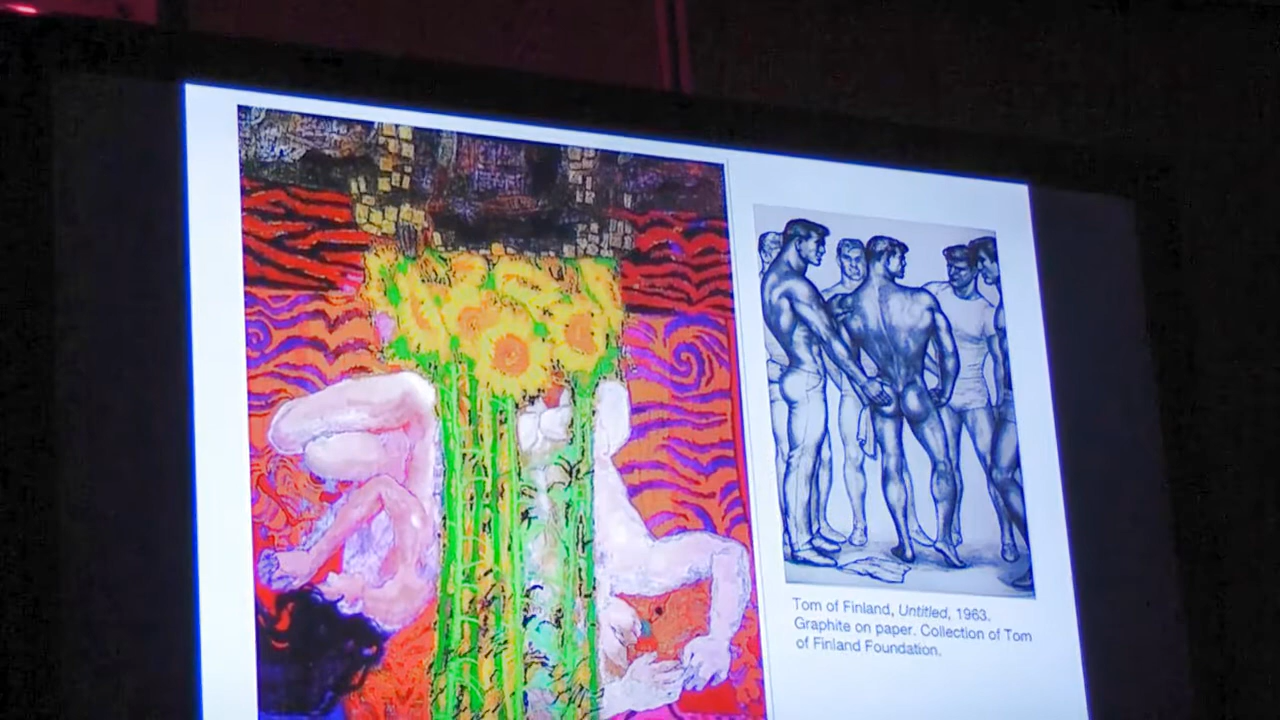 Tom of Finland, Untitled, 1963.
Graphite on paper. Collection of Tom
of Finland Foundation.